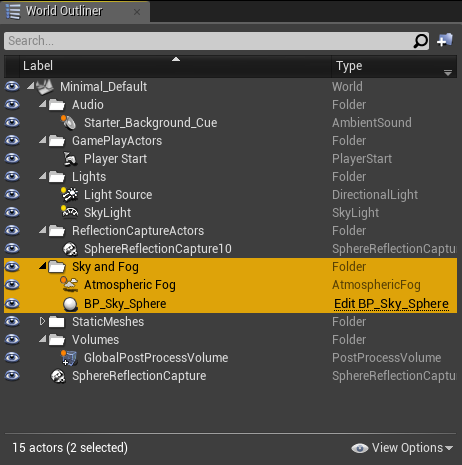 World Outliner
Search...
Label Type
Minimal_Default World
Audio Folder
Starter_Background_Cue AmbientSound
GamePlayActors Folder
Player Start PlayerStart
Lights Folder
Light Source DirectionalLight
SkyLight SkyLight
ReflectionCaptureActors Folder
SphereReflectionCapture10 SphereReflectionCaptu
Sky and Fog Folder
Atmospheric Fog AtmosphericFog
BP_Sky_Sphere Edit BP_Sky_Sphere
StaticMeshes Folder
Volumes Folder
GlobalPostProcessVolume PostProcessVolume
SphereReflectionCapture SphereReflectionCaptu
15 actors (2 selected) View Options